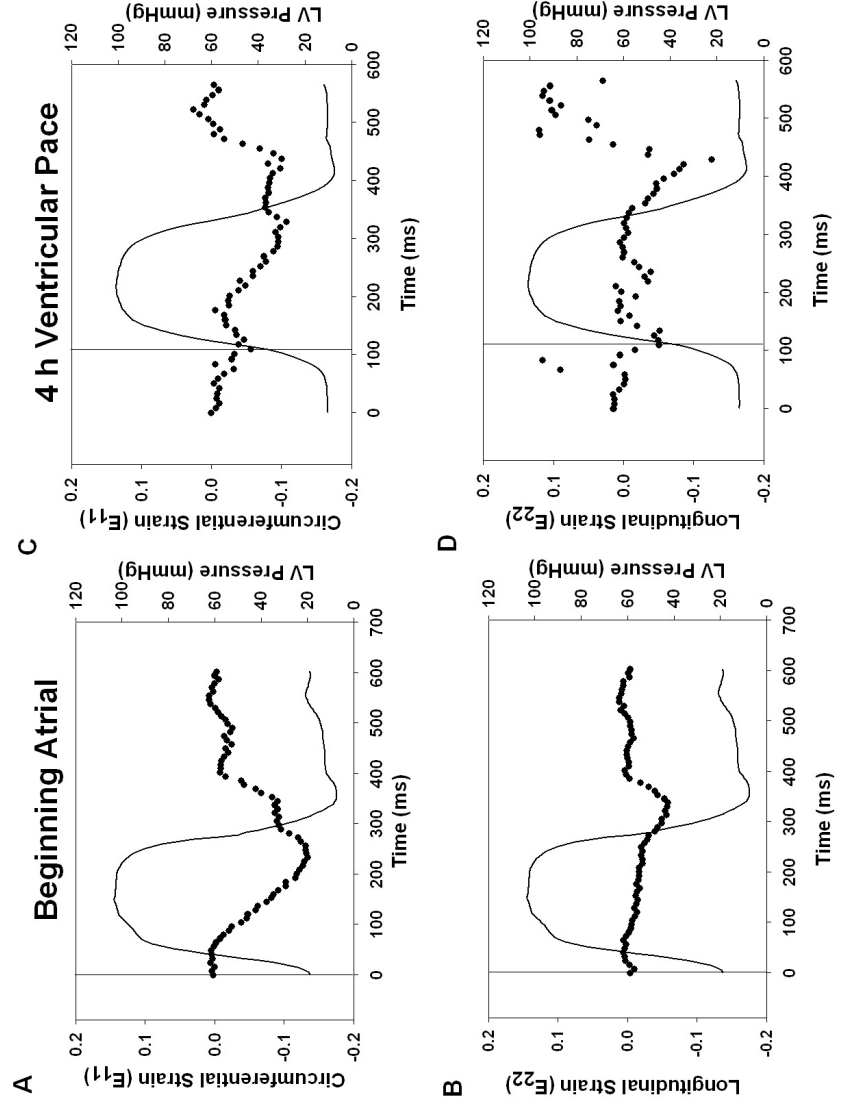 Beginning Atrial
4 h Ventricular Pace
A
0.2
0.1
0.0
-0.1
-0.2
Circumferential Strain (E11)
120
100
80
60
40
20
0
LV Pressure (mmHg)
0 100 200 300 400 500 600 700
Time (ms)
C
0.2
0.1
0.0
-0.1
-0.2
Circumferential Strain (E11)
120
100
80
60
40
20
0
LV Pressure (mmHg)
0 100 200 300 400 500 600
Time (ms)
B
0.2
0.1
0.0
-0.1
-0.2
Longitudinal Strain (E22)
120
100
80
60
40
20
0
LV Pressure (mmHg)
0 100 200 300 400 500 600 700
Time (ms)
D
0.2
0.1
0.0
-0.1
-0.2
Longitudinal Strain (E22)
120
100
80
60
40
20
0
LV Pressure (mmHg)
0 100 200 300 400 500 600
Time (ms)